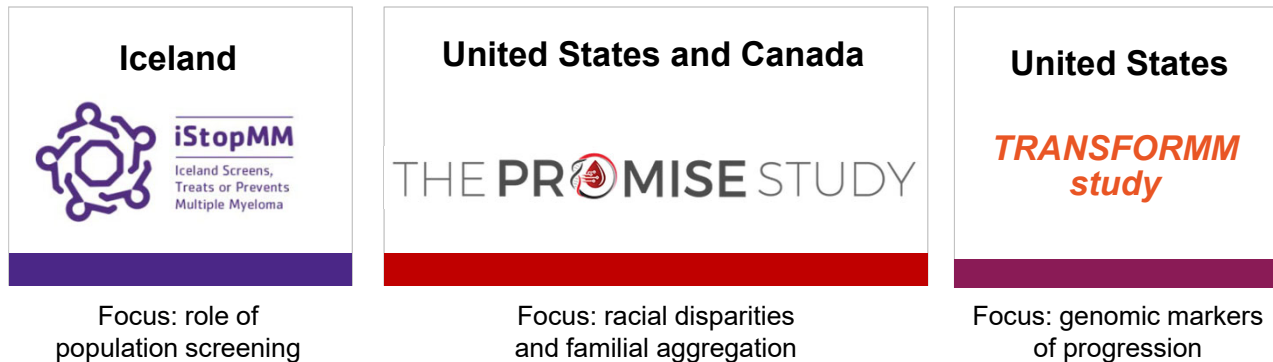 Iceland
iStopMM
Iceland Screens,
Treats or Prevents
Multiple Myeloma
Focus: role of
population screening
United States and Canada
THE PROMISE STUDY
Focus: racial disparities
and familial aggregation
United States
TRANSFORMM
study
Focus: genomic markers
of progression